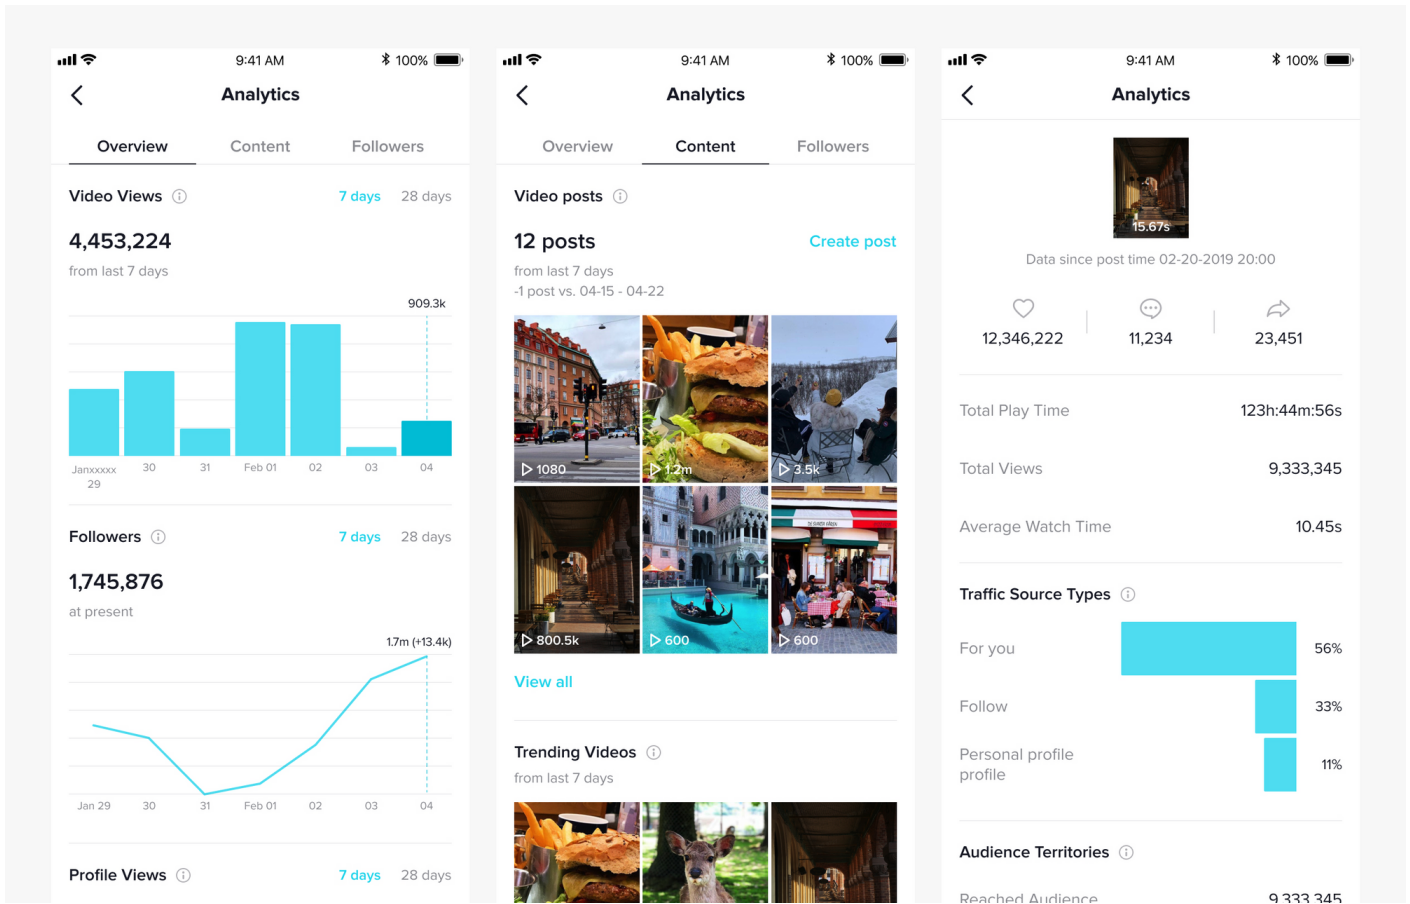 9:41 AM
100%
Analytics
Overview
Content
Followers
Video Views
7 days
28 days
4,453,224
from last 7 days
909.3k
Janxxxxx
29
30
31
Feb 01
02
03
04
Followers
7 days
28 days
1,745,876
at present
1.7m (+13.4k)
Jan 29
30
31
Feb 01
02
03
04
Profile Views
7 days
28 days
9:41 AM
100%
Analytics
Overview
Content
Followers
Video posts
12 posts
Create post
from last 7 days
-1 post vs. 04-15 - 04-22
1080
1.2m
3.5k
800.5k
600
600
View all
Trending Videos
from last 7 days
9:41 AM
100%
Analytics
15.67s
Data since post time 02-20-2019 20:00
12,346,222
11,234
23,451
Total Play Time
123h:44m:56s
Total Views
9,333,345
Average Watch Time
10.45s
Traffic Source Types
For you
56%
Follow
33%
Personal profile
profile
11%
Audience Territories
Reached Audience
9,333,345